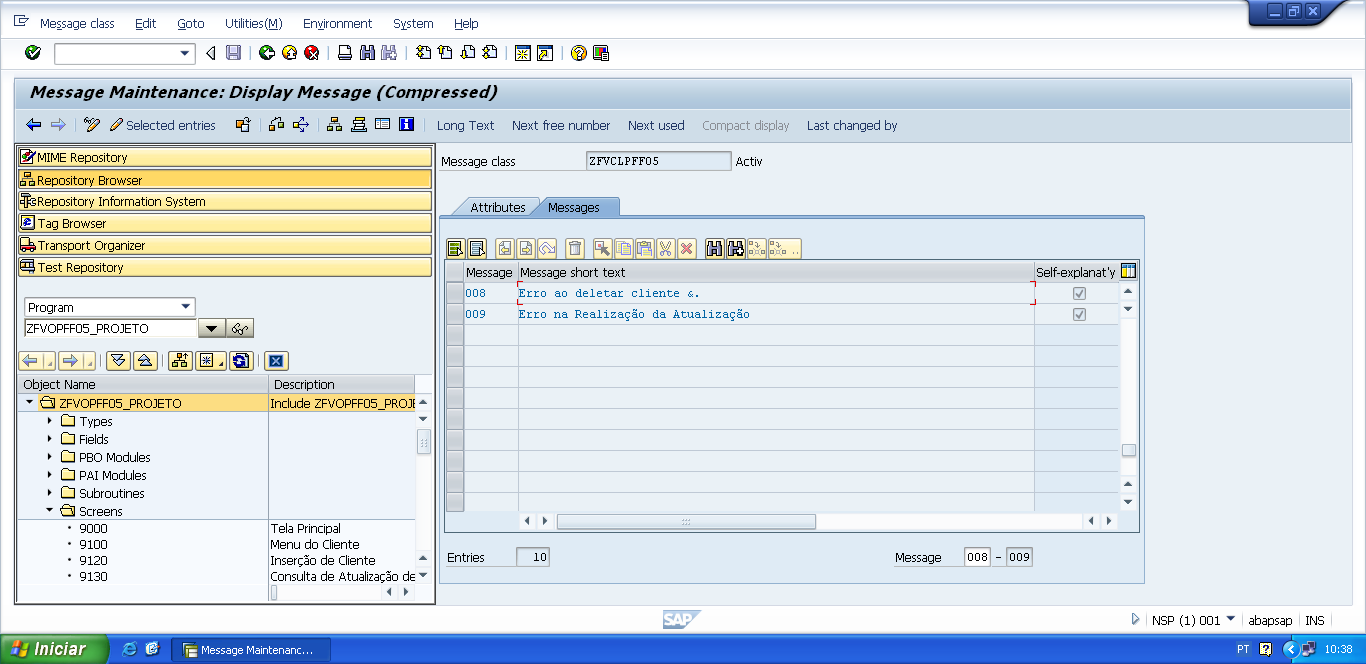 Message class Edit Goto Utilities(M) Environment System Help
Message Maintenance: Display Message (Compressed)
Selected entries Long Text Next free number Next used Compact display Last changed by
MIME Repository
Repository Browser
Repository Information System
Tag Browser
Transport Organizer
Test Repository
Program
ZFVOPFF05_PROJETO
Object Name Description
ZFVOPFF05_PROJETO Include ZFVOPFF05_PROJE
Types
Fields
PBO Modules
PAI Modules
Subroutines
Screens
9000 Tela Principal
9100 Menu do Cliente
9120 Inserção de Cliente
9130 Consulta de Atualização de
Message class ZFVCLPFF05 Activ
Attributes Messages
Message Message short text Self-explanat'y
008 Erro ao deletar cliente &.
009 Erro na Realização da Atualização
Entries 10 Message 008 - 009
SAP
NSP (1) 001 abapsap INS
Iniciar Message Maintenanc... PT 10:38